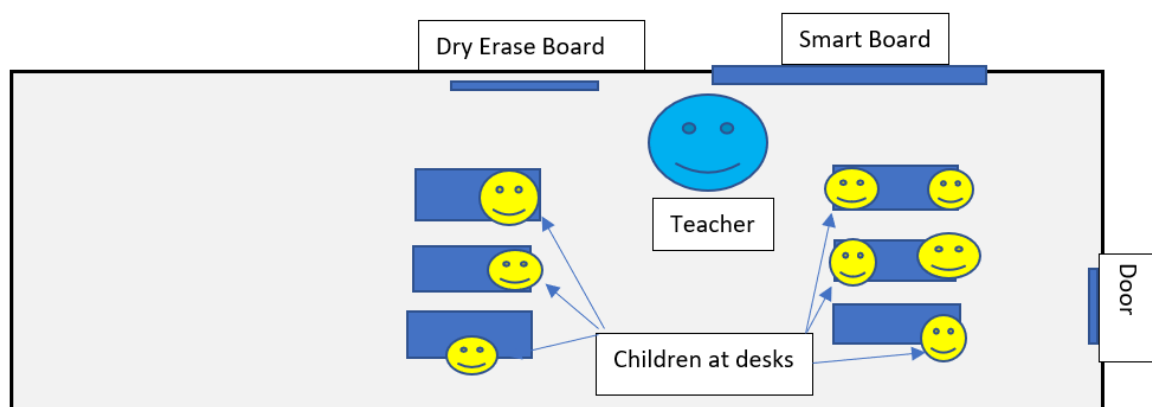 Dry Erase Board
Smart Board
Teacher
Door
Children at desks